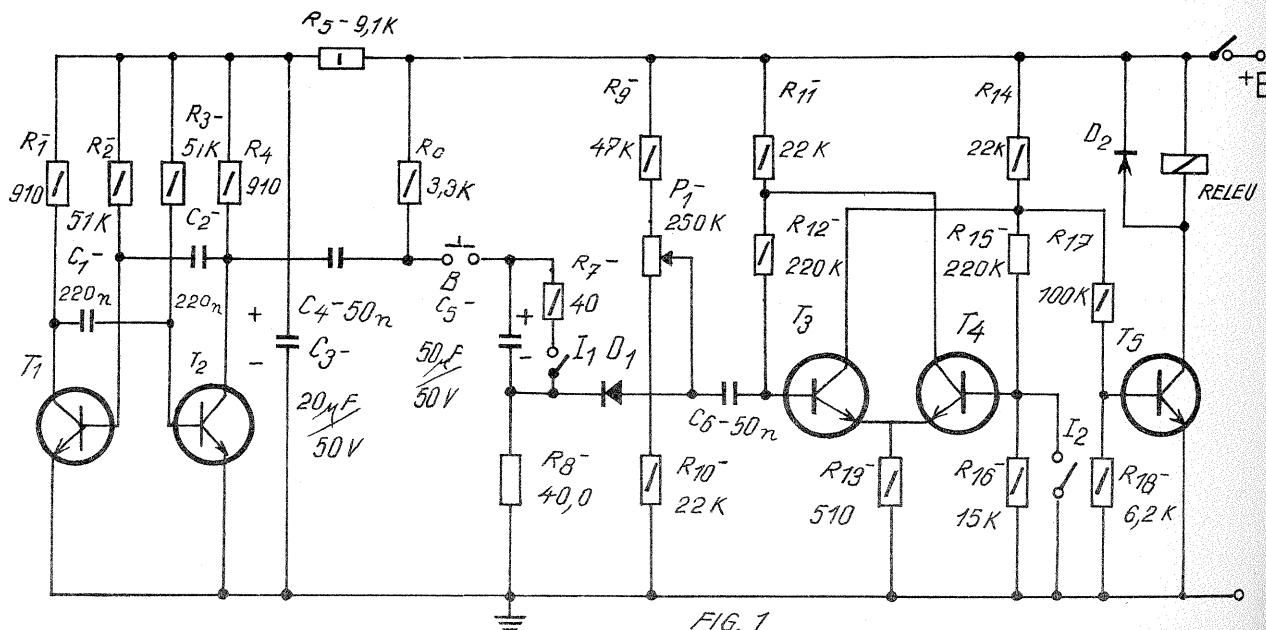 R5-9,1K
+E
R1-
910
R2-
51K
R3-
51K
R4
910
C1-
220n
C2-
220n
+
-
C4-50n
C3-
20µF
50V
3,3K
B
C5-
50µF
50V
+
-
R7-
40
I1
D1
R8-
40,0
R9-
47K
P1-
250K
R10-
22K
C6-50n
R11-
22K
R12-
220K
T3
R13-
510
T4
R14
22K
R15-
220K
R16-
15K
I2
R17
100K
R18-
6,2K
T5
D2
RELEU
T1
T2
FIG. 1